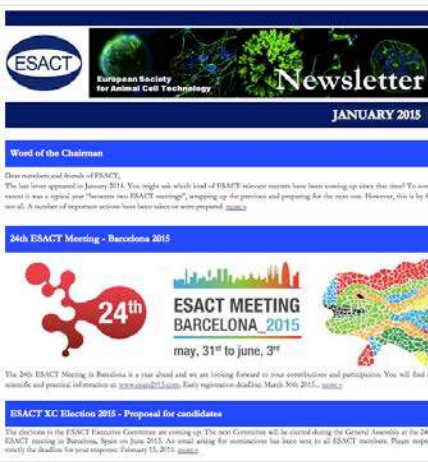 ESACT
European Society
for Animal Cell Technology
Newsletter
JANUARY 2015
Word of the Chairman
Dear members and friends of ESACT,
The last letter appeared in January 2014. You might ask which kind of ESACT-relevant matters have been coming up since that time? To some
extent it was a typical year "between two ESACT meetings", wrapping up the previous and preparing for the next one. However, this is by f
not all. A number of important actions have been taken or were prepared. more »
24th ESACT Meeting - Barcelona 2015
24th
ESACT MEETING
BARCELONA_2015
may, 31st to june, 3rd
The 24th ESACT Meeting in Barcelona is a year ahead and we are looking forward to your contributions and participation. You will find
scientific and practical information at: www.esact2015.com. Early registration deadline: March 30th 2015... more »
ESACT XC Election 2015 - Proposal for candidates
The elections to the ESACT Executive Committee are coming up. The next Committee will be elected during the General Assembly at the 24
ESACT meeting in Barcelona, Spain on June 2015. An email asking for nominations has been sent to all ESACT members. Please respe
strictly the deadline for your response: February 15, 2015. more »